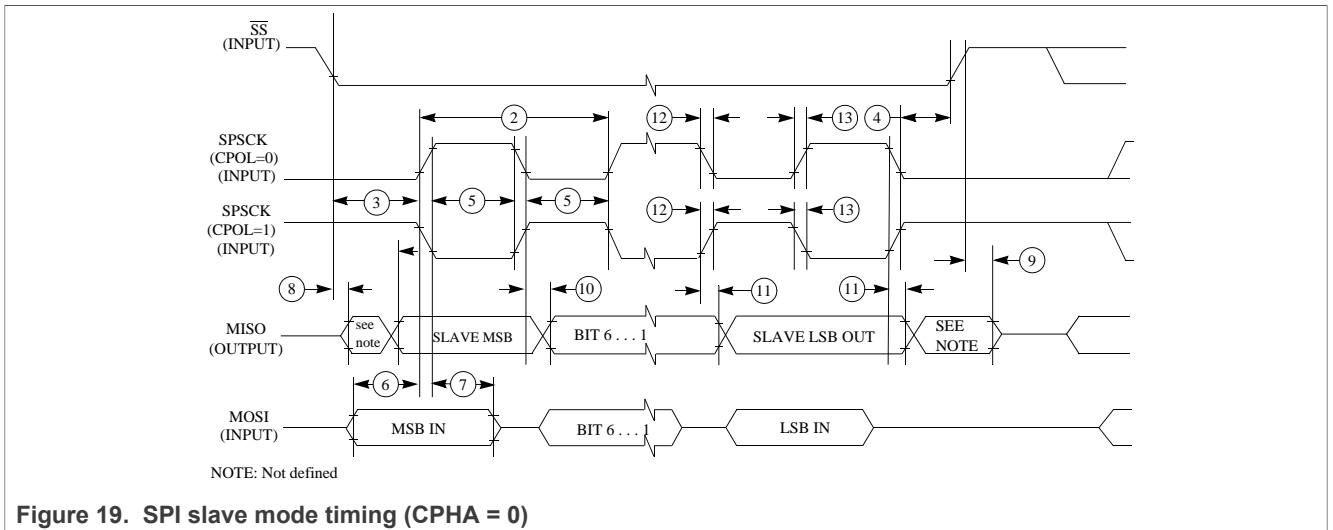 SS
(INPUT)
2
12
13
4
SPSCK
(CPOL=0)
(INPUT)
3
5
5
SPSCK
(CPOL=1)
(INPUT)
12
13
8
10
11
11
9
MISO
(OUTPUT)
see
note
SLAVE MSB
BIT 6 . . . 1
SLAVE LSB OUT
SEE
NOTE
6
7
MOSI
(INPUT)
MSB IN
BIT 6 . . . 1
LSB IN
NOTE: Not defined
Figure 19. SPI slave mode timing (CPHA = 0)